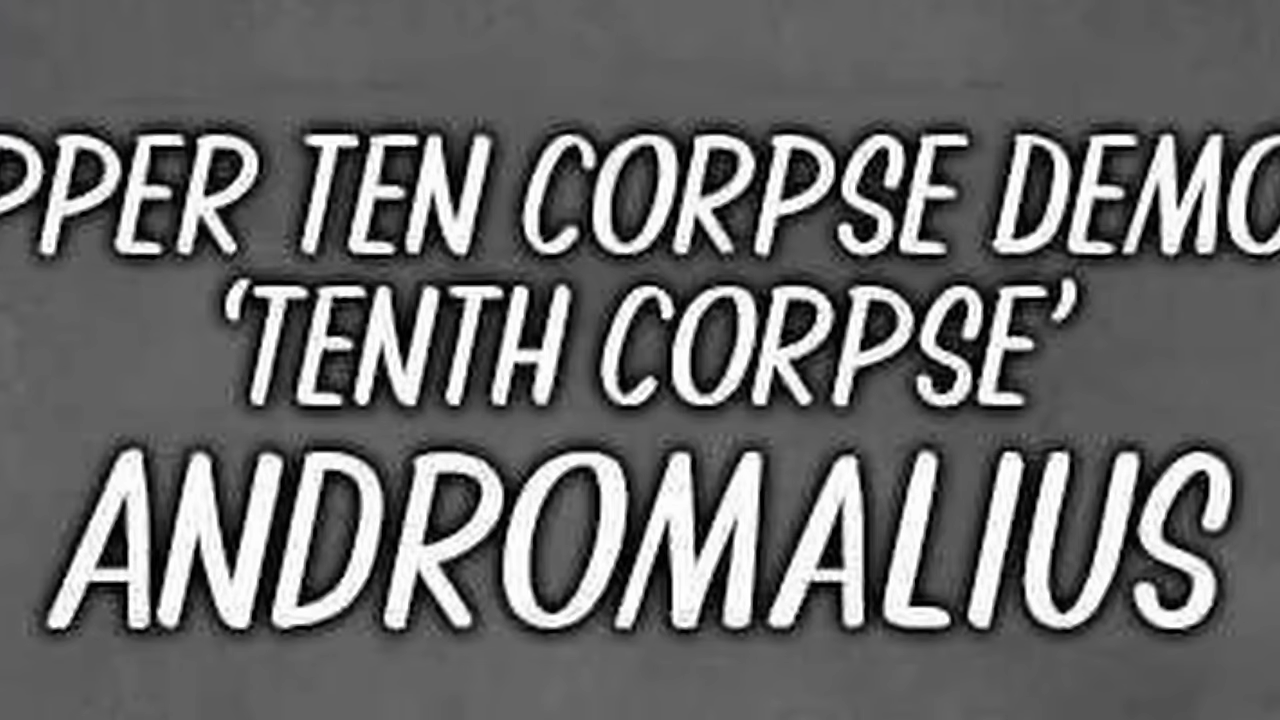 PPER TEN CORPSE DEMO
‘TENTH CORPSE’
ANDROMALIUS